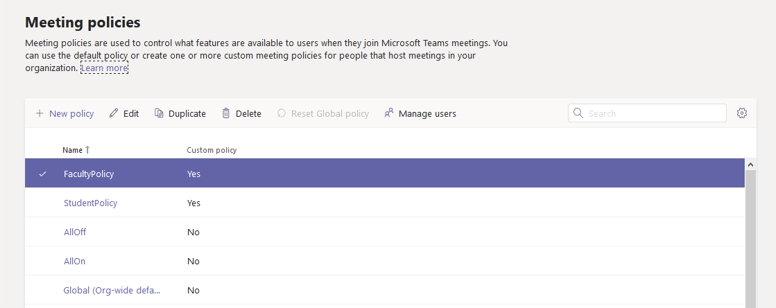 Meeting policies
Meeting policies are used to control what features are available to users when they join Microsoft Teams meetings. You
can use the default policy or create one or more custom meeting policies for people that host meetings in your
organization. Learn more
New policy Edit Duplicate Delete Reset Global policy Manage users Search
Name ↑ Custom policy
FacultyPolicy Yes
StudentPolicy Yes
AllOff No
AllOn No
Global (Org-wide defa... No